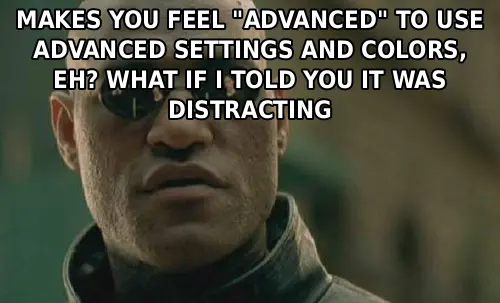 MAKES YOU FEEL "ADVANCED" TO USE
ADVANCED SETTINGS AND COLORS,
EH? WHAT IF I TOLD YOU IT WAS
DISTRACTING